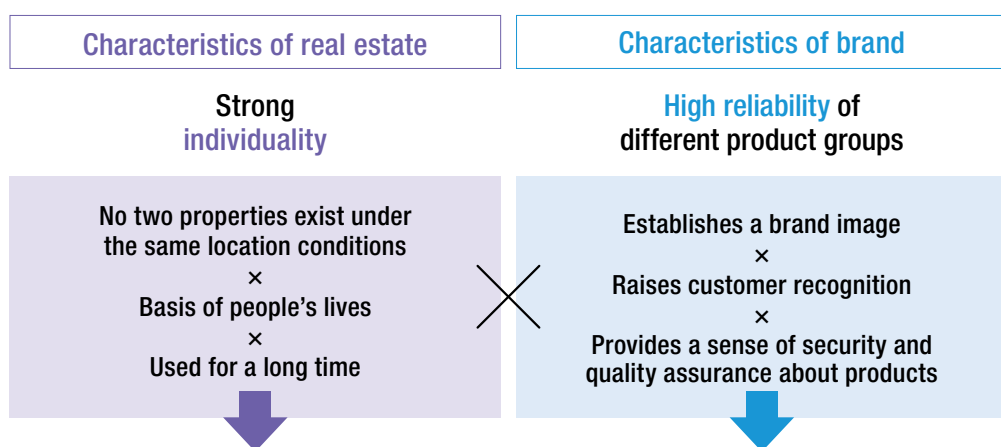 Characteristics of real estate
Strong
individuality
No two properties exist under
the same location conditions
×
Basis of people's lives
×
Used for a long time
×
Characteristics of brand
High reliability of
different product groups
Establishes a brand image
×
Raises customer recognition
×
Provides a sense of security and
quality assurance about products